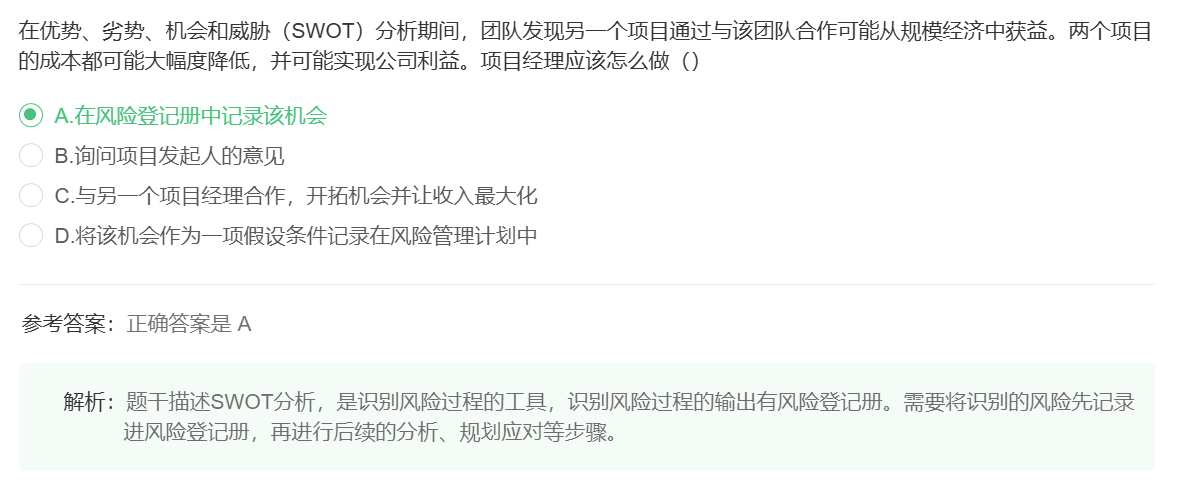 在优势、劣势、机会和威胁（SWOT）分析期间，团队发现另一个项目通过与该团队合作可能从规模经济中获益。两个项目
的成本都可能大幅度降低，并可能实现公司利益。项目经理应该怎么做（）
A.在风险登记册中记录该机会
B.询问项目发起人的意见
C.与另一个项目经理合作，开拓机会并让收入最大化
D.将该机会作为一项假设条件记录在风险管理计划中
参考答案：正确答案是 A
解析：题干描述SWOT分析，是识别风险过程的工具，识别风险过程的输出有风险登记册。需要将识别的风险先记录
进风险登记册，再进行后续的分析、规划应对等步骤。